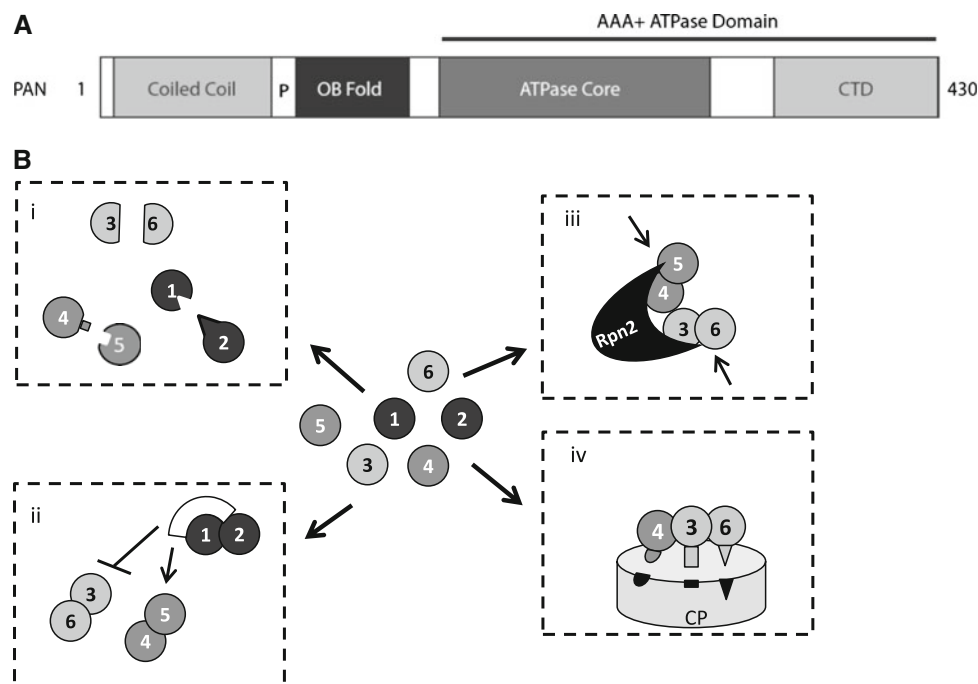 A
AAA+ ATPase Domain
PAN 1 Coiled Coil P OB Fold ATPase Core CTD 430
B
i
3 6
1
4
5
2
iii
5
4
Rpn2 3 6
6
5 1 2
3 4
ii
1 2
3
6
5
4
iv
4 3 6
CP